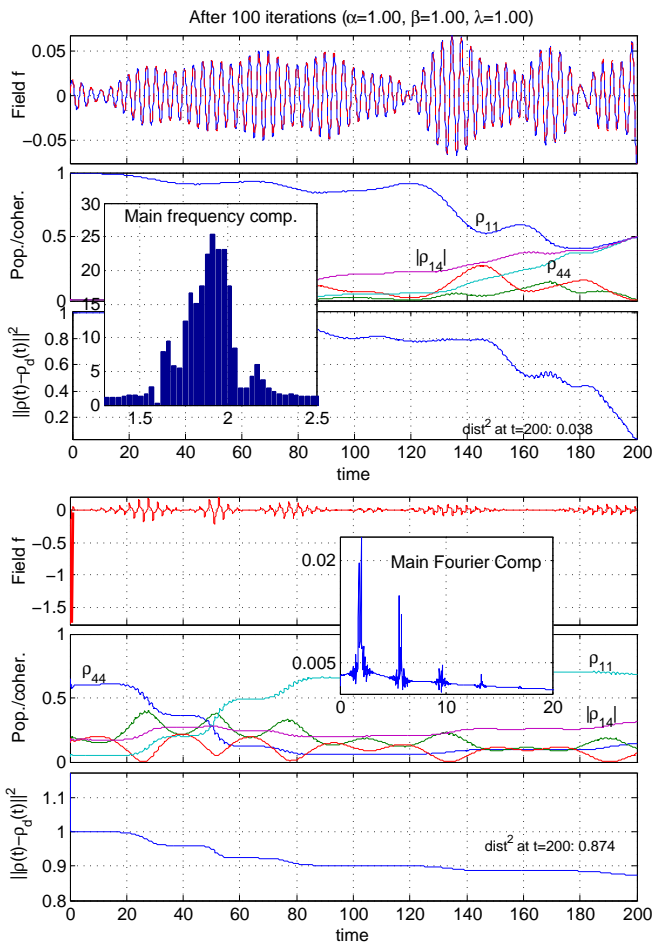 After 100 iterations (α=1.00, β=1.00, λ=1.00)
Field f
0.05
0
−0.05
Pop./coher.
1
0.5
0
ρ11
|ρ14|
ρ44
Main frequency comp.
30
25
20
15
10
5
0
1.5 2 2.5
||ρ(t)−ρd(t)||²
0.8
0.6
0.4
0.2
dist² at t=200: 0.038
0 20 40 60 80 100 120 140 160 180 200
time
Field f
0
−0.5
−1
−1.5
Main Fourier Comp
0.02
0.005
0 10 20
Pop./coher.
1
0.5
0
ρ44
ρ11
|ρ14|
||ρ(t)−ρd(t)||²
1.1
1
0.9
0.8
dist² at t=200: 0.874
0 20 40 60 80 100 120 140 160 180 200
time